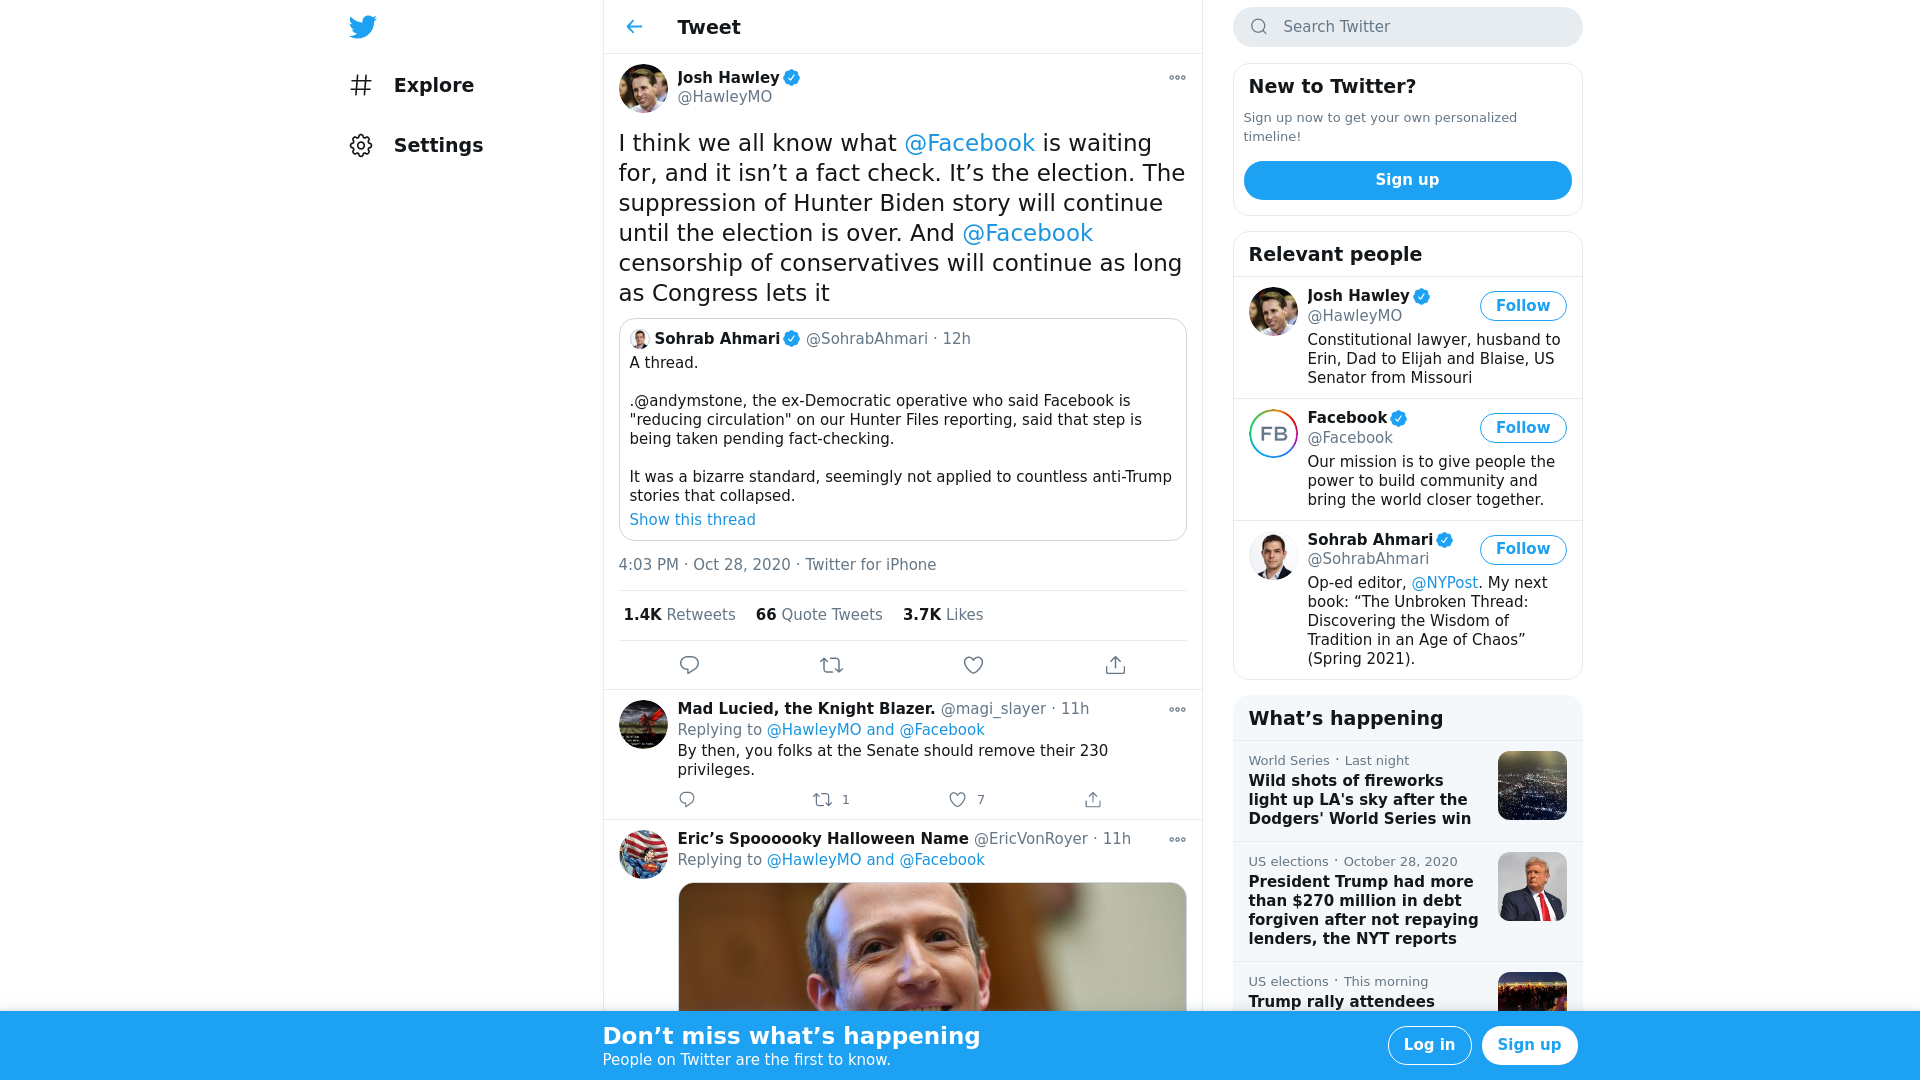 Explore
Settings
Tweet
Josh Hawley
@HawleyMO
I think we all know what @Facebook is waiting
for, and it isn’t a fact check. It’s the election. The
suppression of Hunter Biden story will continue
until the election is over. And @Facebook
censorship of conservatives will continue as long
as Congress lets it
Sohrab Ahmari @SohrabAhmari · 12h
A thread.
.@andymstone, the ex-Democratic operative who said Facebook is
"reducing circulation" on our Hunter Files reporting, said that step is
being taken pending fact-checking.
It was a bizarre standard, seemingly not applied to countless anti-Trump
stories that collapsed.
Show this thread
4:03 PM · Oct 28, 2020 · Twitter for iPhone
1.4K Retweets 66 Quote Tweets 3.7K Likes
Mad Lucied, the Knight Blazer. @magi_slayer · 11h
Replying to @HawleyMO and @Facebook
By then, you folks at the Senate should remove their 230
privileges.
1 7
Eric’s Spoooooky Halloween Name @EricVonRoyer · 11h
Replying to @HawleyMO and @Facebook
Search Twitter
New to Twitter?
Sign up now to get your own personalized
timeline!
Sign up
Relevant people
Josh Hawley
@HawleyMO
Follow
Constitutional lawyer, husband to
Erin, Dad to Elijah and Blaise, US
Senator from Missouri
FB
Facebook
@Facebook
Follow
Our mission is to give people the
power to build community and
bring the world closer together.
Sohrab Ahmari
@SohrabAhmari
Follow
Op-ed editor, @NYPost. My next
book: “The Unbroken Thread:
Discovering the Wisdom of
Tradition in an Age of Chaos”
(Spring 2021).
What’s happening
World Series · Last night
Wild shots of fireworks
light up LA's sky after the
Dodgers' World Series win
US elections · October 28, 2020
President Trump had more
than $270 million in debt
forgiven after not repaying
lenders, the NYT reports
US elections · This morning
Trump rally attendees
Don’t miss what’s happening
People on Twitter are the first to know.
Log in
Sign up